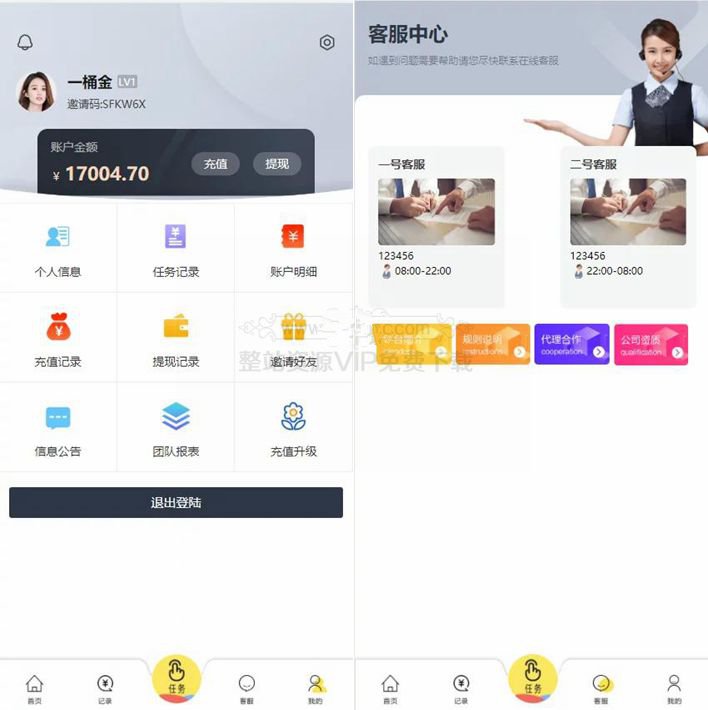 一桶金 LV1
邀请码:SFKW6X
账户金额
¥ 17004.70
充值
提现
个人信息
任务记录
账户明细
充值记录
提现记录
邀请好友
信息公告
团队报表
充值升级
退出登陆
首页
记录
任务
客服
我的
客服中心
如遇到问题需要帮助请您尽快联系在线客服
一号客服
123456
08:00-22:00
二号客服
123456
22:00-08:00
平台简介
规则说明
instructions
代理合作
cooperation
公司资质
qualification
整站资源VIP免费下载
首页
记录
任务
客服
我的